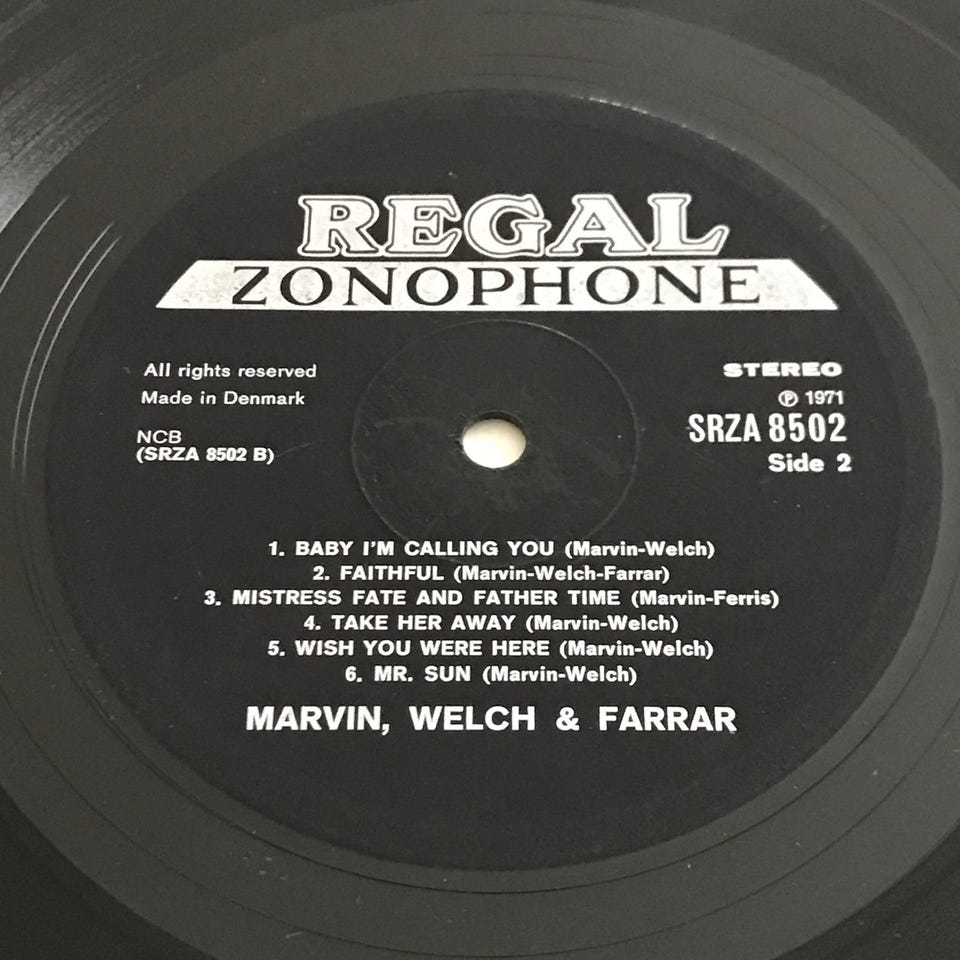 REGAL
ZONOPHONE
All rights reserved
Made in Denmark
NCB
(SRZA 8502 B)
STEREO
Ⓟ 1971
SRZA 8502
Side 2
1. BABY I'M CALLING YOU (Marvin-Welch)
2. FAITHFUL (Marvin-Welch-Farrar)
3. MISTRESS FATE AND FATHER TIME (Marvin-Ferris)
4. TAKE HER AWAY (Marvin-Welch)
5. WISH YOU WERE HERE (Marvin-Welch)
6. MR. SUN (Marvin-Welch)
MARVIN, WELCH & FARRAR